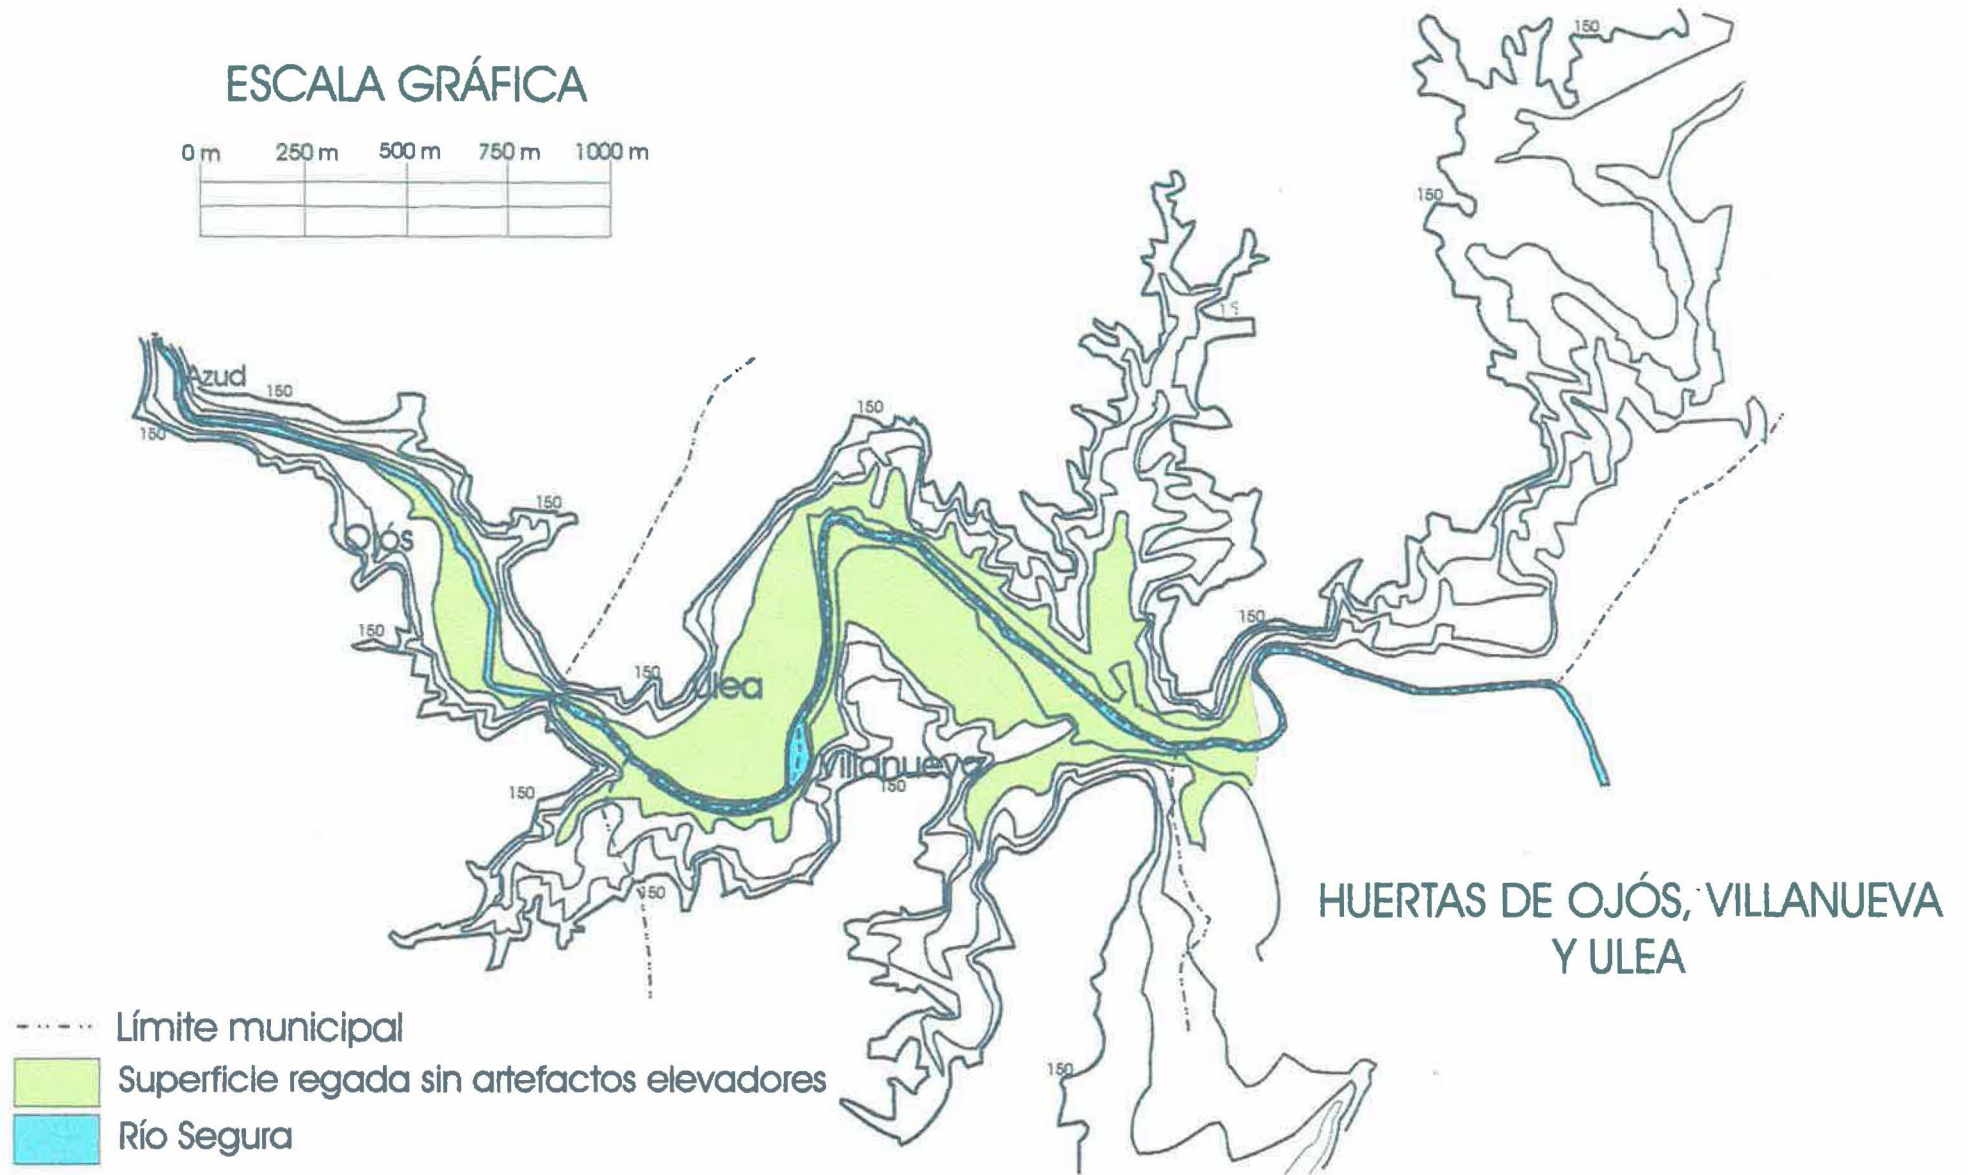 ESCALA GRÁFICA
0 m 250 m 500 m 750 m 1000 m
150
150
150
Azud
150
150
150
150
Ojós
150
150
150
Ulea
Villanueva
150
150
150
150
HUERTAS DE OJÓS, VILLANUEVA
Y ULEA
Límite municipal
Superficie regada sin artefactos elevadores
Río Segura